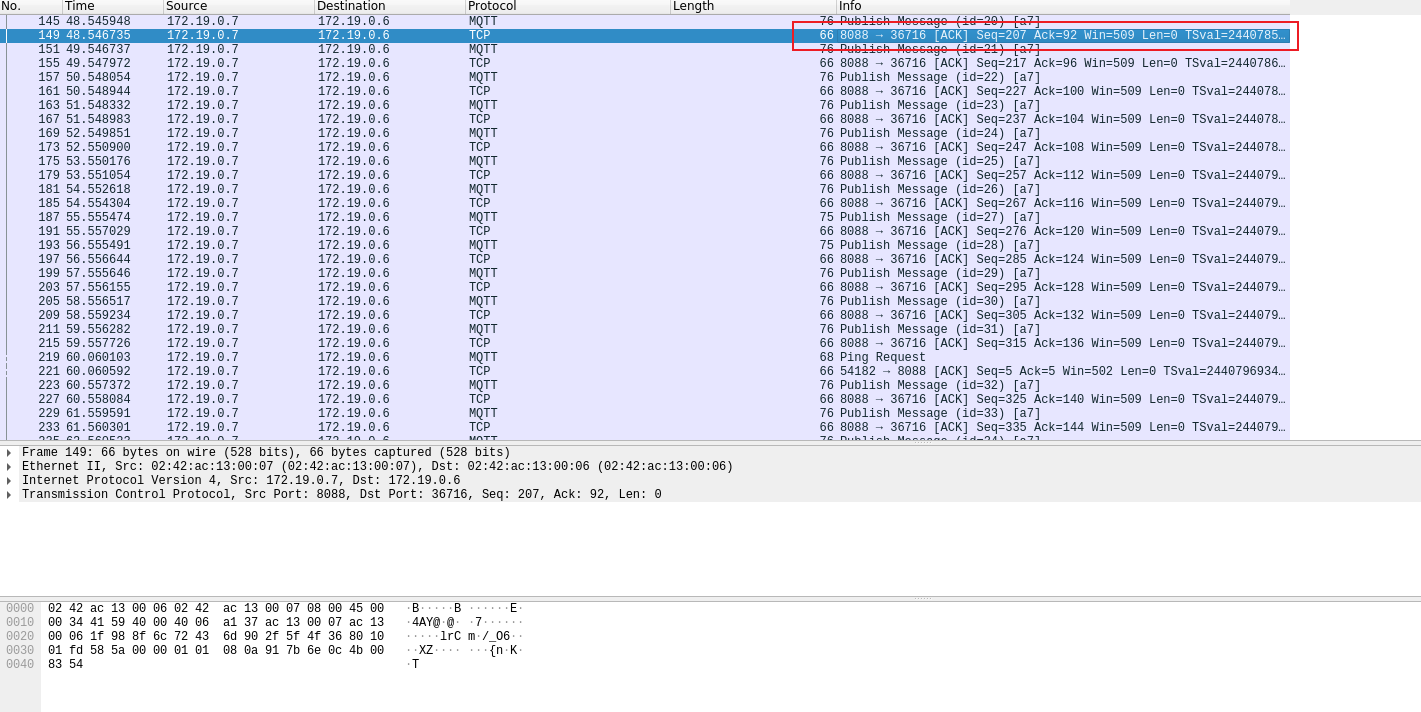 No. Time Source Destination Protocol Length Info
145 48.545948 172.19.0.7 172.19.0.6 MQTT 76 Publish Message (id=20) [a7]
149 48.546735 172.19.0.7 172.19.0.6 TCP 66 8088 → 36716 [ACK] Seq=207 Ack=92 Win=509 Len=0 TSval=2440785…
151 49.546737 172.19.0.7 172.19.0.6 MQTT 76 Publish Message (id=21) [a7]
155 49.547972 172.19.0.7 172.19.0.6 TCP 66 8088 → 36716 [ACK] Seq=217 Ack=96 Win=509 Len=0 TSval=2440786…
157 50.548054 172.19.0.7 172.19.0.6 MQTT 76 Publish Message (id=22) [a7]
161 50.548944 172.19.0.7 172.19.0.6 TCP 66 8088 → 36716 [ACK] Seq=227 Ack=100 Win=509 Len=0 TSval=244078…
163 51.548332 172.19.0.7 172.19.0.6 MQTT 76 Publish Message (id=23) [a7]
167 51.548983 172.19.0.7 172.19.0.6 TCP 66 8088 → 36716 [ACK] Seq=237 Ack=104 Win=509 Len=0 TSval=244078…
169 52.549851 172.19.0.7 172.19.0.6 MQTT 76 Publish Message (id=24) [a7]
173 52.550900 172.19.0.7 172.19.0.6 TCP 66 8088 → 36716 [ACK] Seq=247 Ack=108 Win=509 Len=0 TSval=244078…
175 53.550176 172.19.0.7 172.19.0.6 MQTT 76 Publish Message (id=25) [a7]
179 53.551054 172.19.0.7 172.19.0.6 TCP 66 8088 → 36716 [ACK] Seq=257 Ack=112 Win=509 Len=0 TSval=244079…
181 54.552618 172.19.0.7 172.19.0.6 MQTT 76 Publish Message (id=26) [a7]
185 54.554304 172.19.0.7 172.19.0.6 TCP 66 8088 → 36716 [ACK] Seq=267 Ack=116 Win=509 Len=0 TSval=244079…
187 55.555474 172.19.0.7 172.19.0.6 MQTT 75 Publish Message (id=27) [a7]
191 55.557029 172.19.0.7 172.19.0.6 TCP 66 8088 → 36716 [ACK] Seq=276 Ack=120 Win=509 Len=0 TSval=244079…
193 56.555491 172.19.0.7 172.19.0.6 MQTT 75 Publish Message (id=28) [a7]
197 56.556644 172.19.0.7 172.19.0.6 TCP 66 8088 → 36716 [ACK] Seq=285 Ack=124 Win=509 Len=0 TSval=244079…
199 57.555646 172.19.0.7 172.19.0.6 MQTT 76 Publish Message (id=29) [a7]
203 57.556155 172.19.0.7 172.19.0.6 TCP 66 8088 → 36716 [ACK] Seq=295 Ack=128 Win=509 Len=0 TSval=244079…
205 58.556517 172.19.0.7 172.19.0.6 MQTT 76 Publish Message (id=30) [a7]
209 58.559234 172.19.0.7 172.19.0.6 TCP 66 8088 → 36716 [ACK] Seq=305 Ack=132 Win=509 Len=0 TSval=244079…
211 59.556282 172.19.0.7 172.19.0.6 MQTT 76 Publish Message (id=31) [a7]
215 59.557726 172.19.0.7 172.19.0.6 TCP 66 8088 → 36716 [ACK] Seq=315 Ack=136 Win=509 Len=0 TSval=244079…
219 60.060103 172.19.0.7 172.19.0.6 MQTT 68 Ping Request
221 60.060592 172.19.0.7 172.19.0.6 TCP 66 54182 → 8088 [ACK] Seq=5 Ack=5 Win=502 Len=0 TSval=2440796934…
223 60.557372 172.19.0.7 172.19.0.6 MQTT 76 Publish Message (id=32) [a7]
227 60.558084 172.19.0.7 172.19.0.6 TCP 66 8088 → 36716 [ACK] Seq=325 Ack=140 Win=509 Len=0 TSval=244079…
229 61.559591 172.19.0.7 172.19.0.6 MQTT 76 Publish Message (id=33) [a7]
233 61.560301 172.19.0.7 172.19.0.6 TCP 66 8088 → 36716 [ACK] Seq=335 Ack=144 Win=509 Len=0 TSval=244079…
Frame 149: 66 bytes on wire (528 bits), 66 bytes captured (528 bits)
Ethernet II, Src: 02:42:ac:13:00:07 (02:42:ac:13:00:07), Dst: 02:42:ac:13:00:06 (02:42:ac:13:00:06)
Internet Protocol Version 4, Src: 172.19.0.7, Dst: 172.19.0.6
Transmission Control Protocol, Src Port: 8088, Dst Port: 36716, Seq: 207, Ack: 92, Len: 0
0000 02 42 ac 13 00 06 02 42 ac 13 00 07 08 00 45 00 ·B·····B ······E·
0010 00 34 41 59 40 00 40 06 a1 37 ac 13 00 07 ac 13 ·4AY@·@· ·7······
0020 00 06 1f 98 8f 6c 72 43 6d 90 2f 5f 4f 36 80 10 ·····lrC m·/_O6··
0030 01 fd 58 5a 00 00 01 01 08 0a 91 7b 6e 0c 4b 00 ··XZ···· ···{n·K·
0040 83 54 ·T